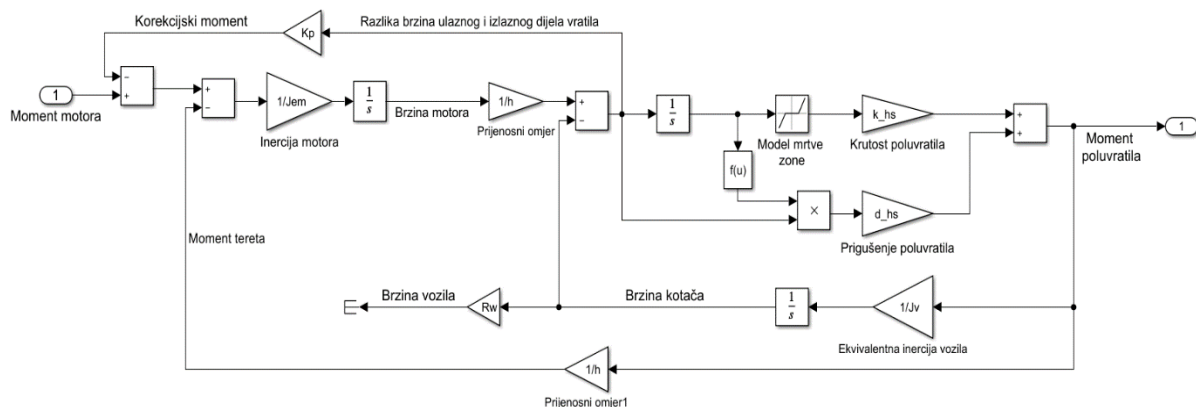 Korekcijski moment
Kp
Razlika brzina ulaznog i izlaznog dijela vratila
1
Moment motora
−
+
+
−
1/Jem
Inercija motora
1
s
Brzina motora
1/h
Prijenosni omjer
+
−
1
s
f(u)
Model mrtve
zone
×
k_hs
Krutost poluvratila
d_hs
Prigušenje poluvratila
+
+
Moment
poluvratila
1
Moment tereta
Brzina vozila
Rw
Brzina kotača
1
s
1/Jv
Ekvivalentna inercija vozila
1/h
Prijenosni omjer1